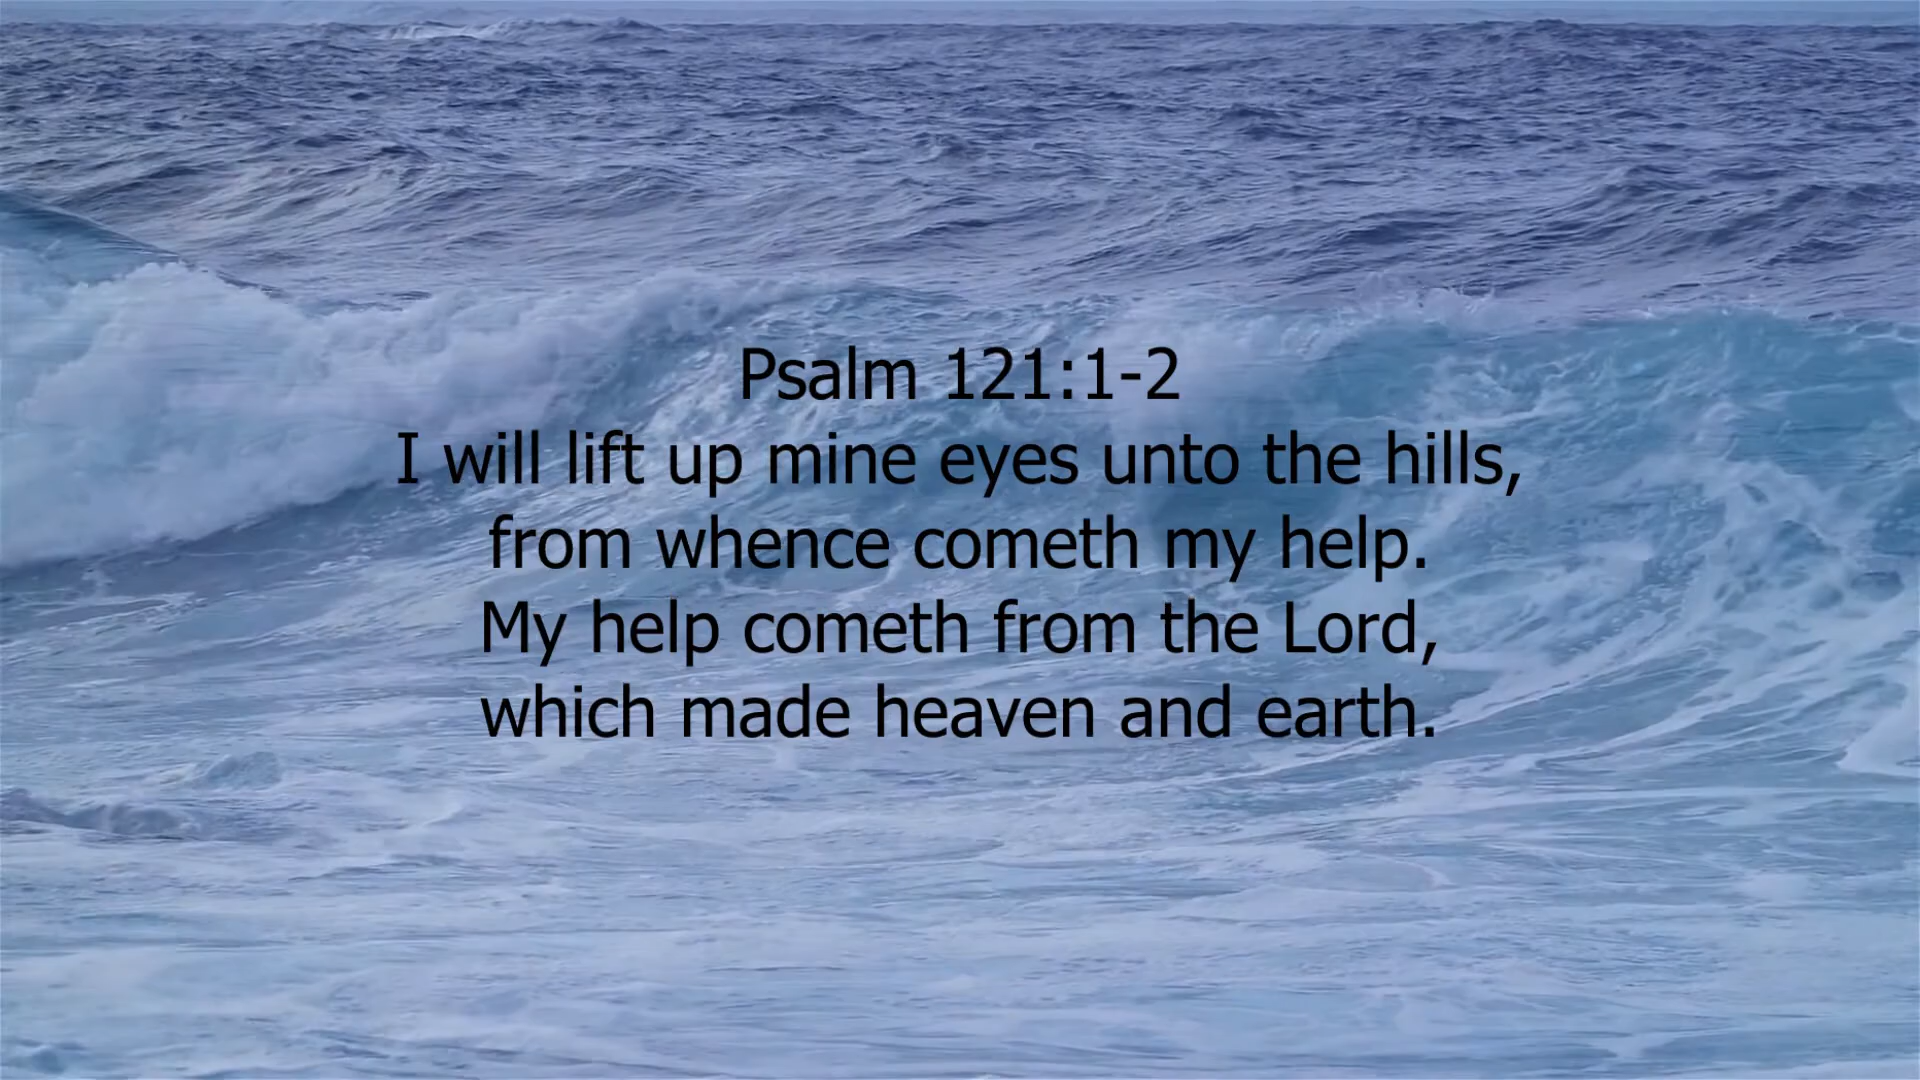 Psalm 121:1-2
I will lift up mine eyes unto the hills,
from whence cometh my help.
My help cometh from the Lord,
which made heaven and earth.